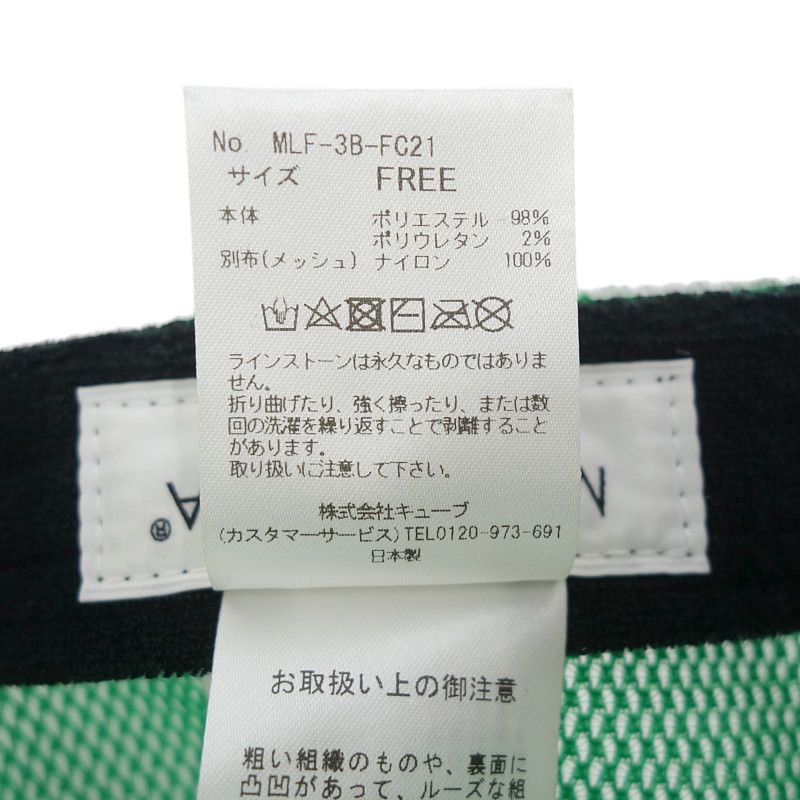 No MLF-3B-FC21
サイズ FREE
本体 ポリエステル 98%
ポリウレタン 2%
別布(メッシュ) ナイロン 100%
ラインストーンは永久なものではありま
せん。
折り曲げたり、強く擦ったり、または数
回の洗濯を繰り返すことで剥離すること
があります。
取り扱いに注意して下さい。
株式会社キューブ
(カスタマーサービス)TEL0120-973-691
日本製
A®
お取扱い上の御注意
粗い組織のものや、裏面に
凸凹があって、ルーズな組